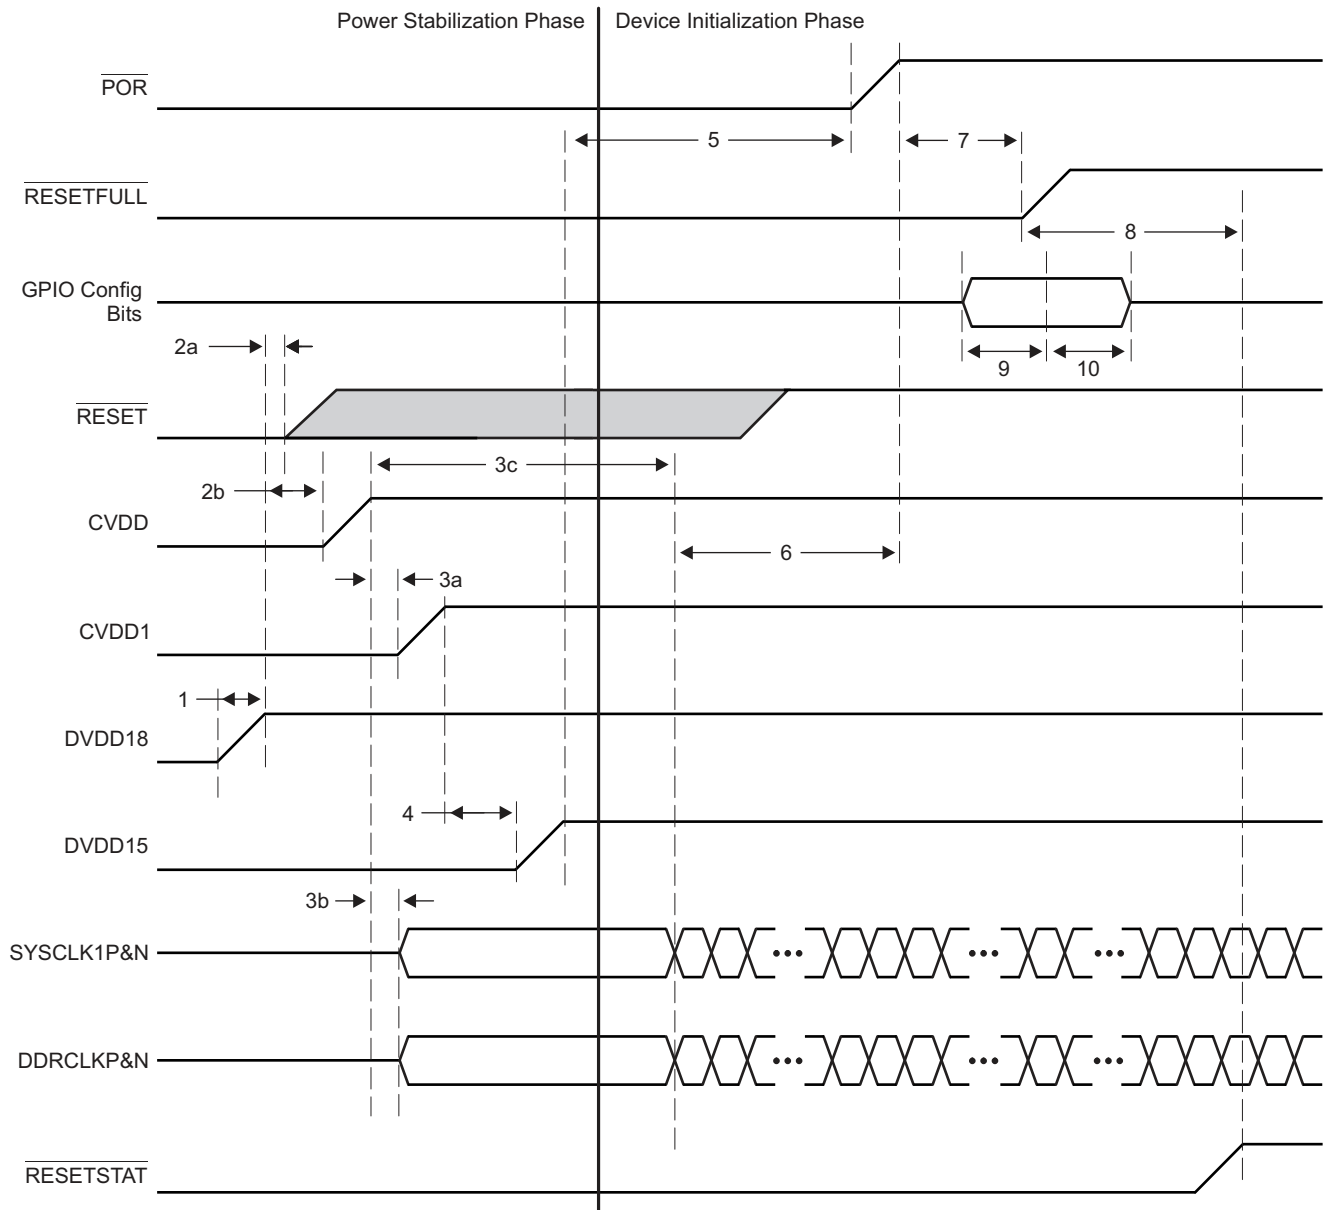 Power Stabilization Phase
Device Initialization Phase
POR
5
7
RESETFULL
8
GPIO Config
Bits
2a
9
10
RESET
3c
2b
CVDD
6
3a
CVDD1
1
DVDD18
4
DVDD15
3b
SYSCLK1P&N
DDRCLKP&N
RESETSTAT